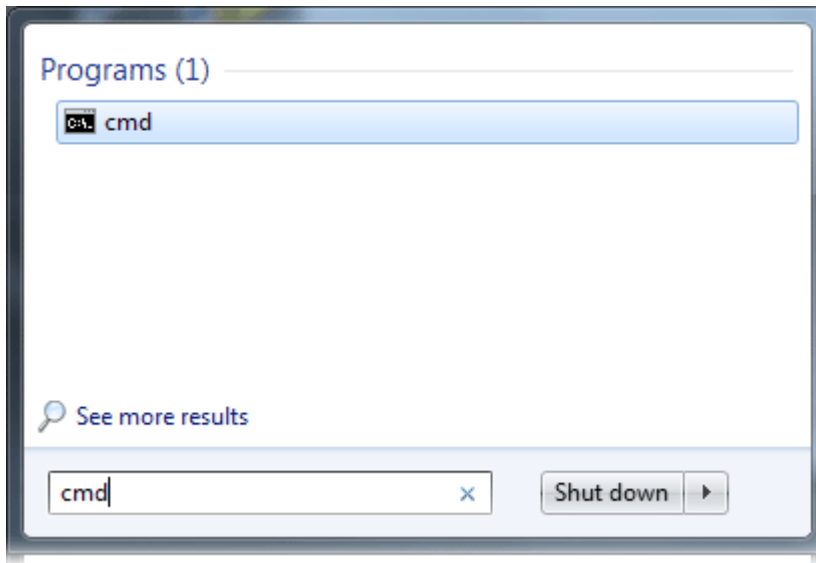 Programs (1)
C:\. cmd
See more results
cmd
Shut down